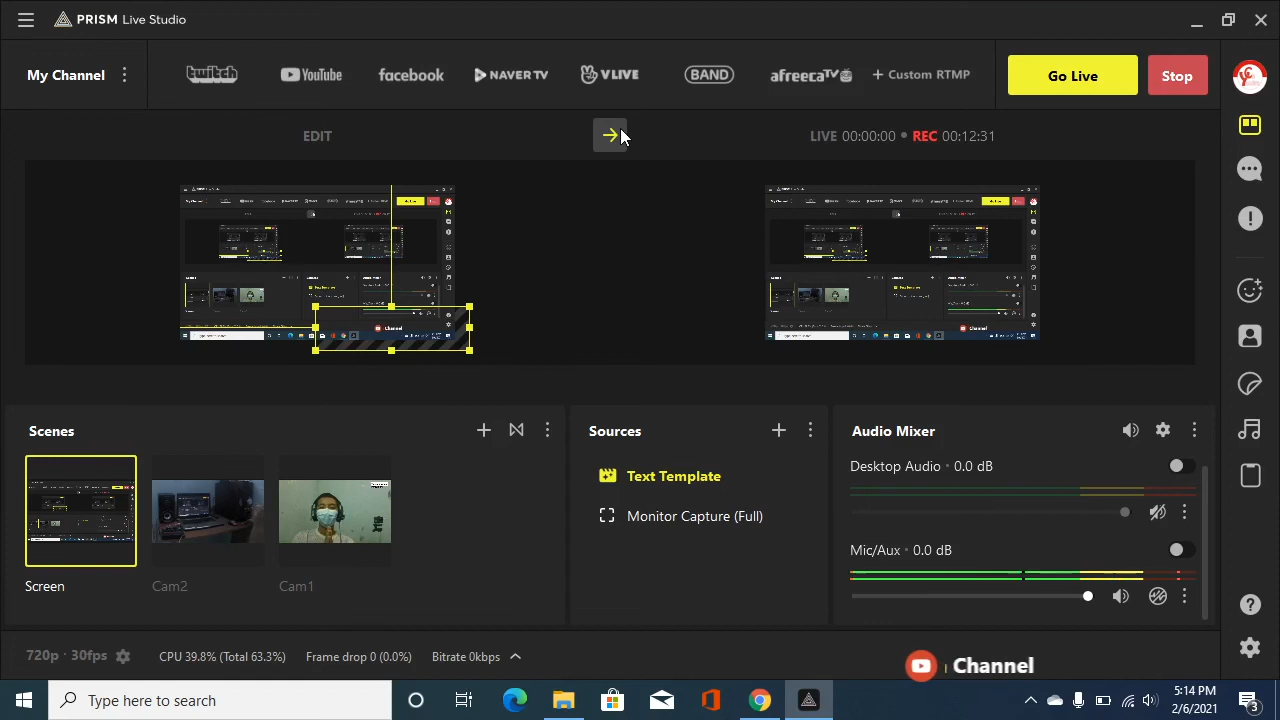 PRISM Live Studio
My Channel
twitch
YouTube
facebook
NAVER TV
VLIVE
BAND
afreecaTV
+ Custom RTMP
Go Live
Stop
EDIT
LIVE 00:00:00 • REC 00:12:31
Scenes
Screen
Cam2
Cam1
Sources
Text Template
Monitor Capture (Full)
Audio Mixer
Desktop Audio • 0.0 dB
Mic/Aux • 0.0 dB
720p · 30fps
CPU 39.8% (Total 63.3%)
Frame drop 0 (0.0%)
Bitrate 0kbps
Channel
Type here to search
5:14 PM
2/6/2021
3